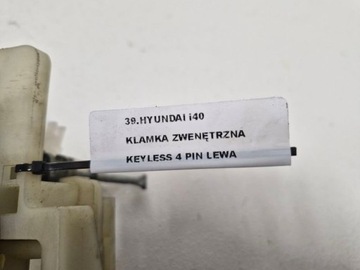 39.HYUNDAI i40
KLAMKA ZWENĘTRZNA
KEYLESS 4 PIN LEWA